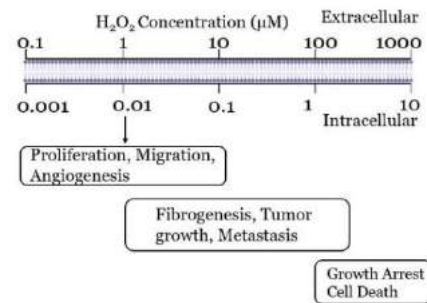 H₂O₂ Concentration (µM) Extracellular
0.1 1 10 100 1000
0.001 0.01 0.1 1 10
Intracellular
Proliferation, Migration,
Angiogenesis
Fibrogenesis, Tumor
growth, Metastasis
Growth Arrest
Cell Death